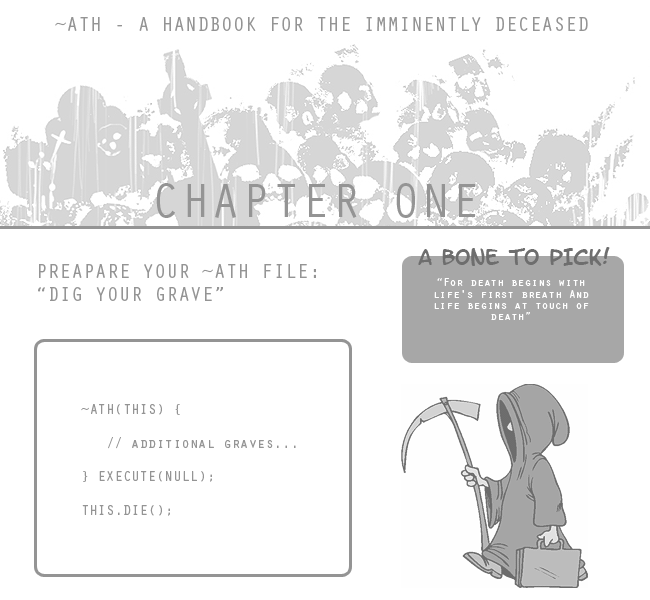 ~ATH - A HANDBOOK FOR THE IMMINENTLY DECEASED
CHAPTER ONE
PREAPARE YOUR ~ATH FILE:
“DIG YOUR GRAVE”
~ATH(THIS) {
// ADDITIONAL GRAVES...
} EXECUTE(NULL);
THIS.DIE();
A BONE TO PICK!
“For death begins with
life's first breath And
life begins at touch of
death”